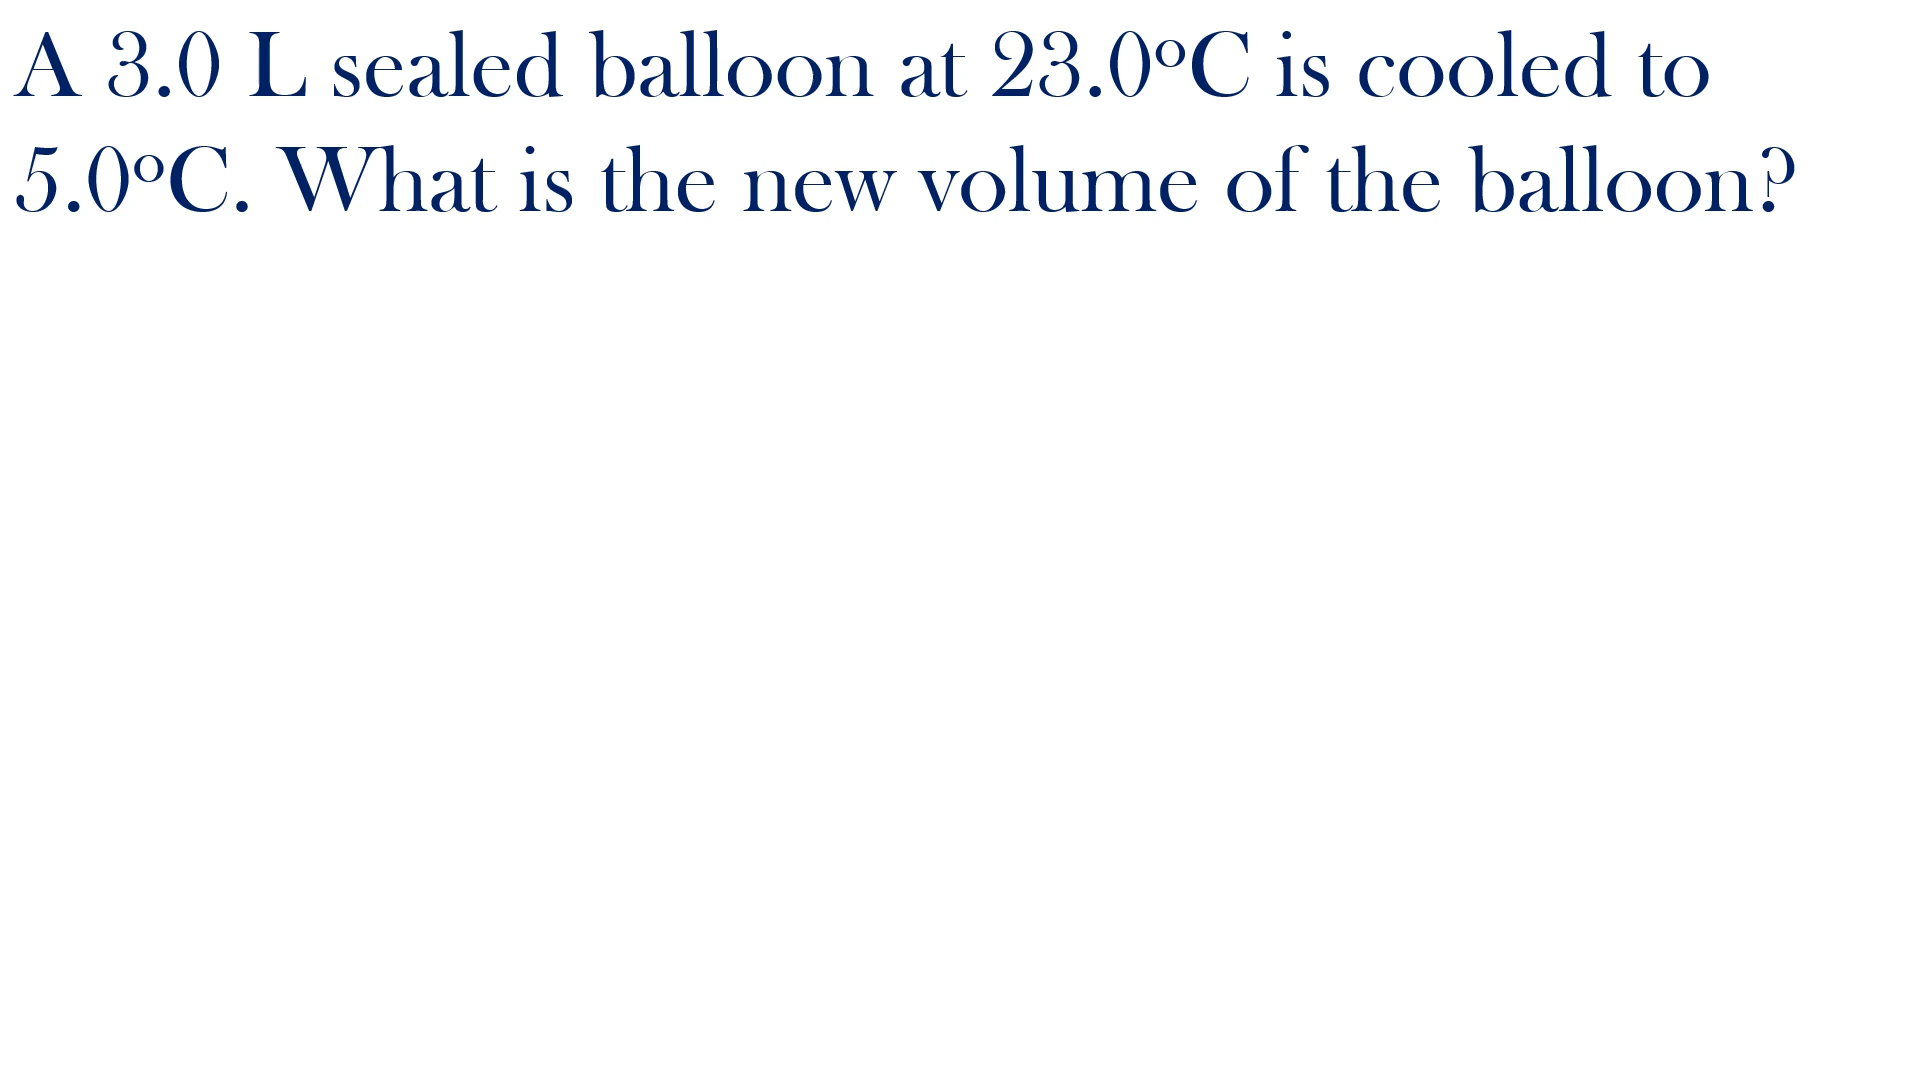 A 3.0 L sealed balloon at 23.0ºC is cooled to
5.0ºC. What is the new volume of the balloon?